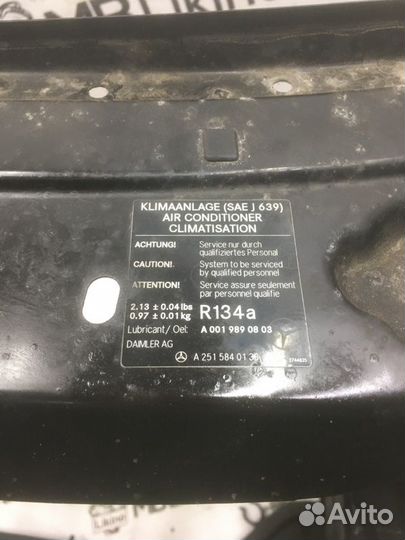 KLIMAANLAGE (SAE J 639)
AIR CONDITIONER
CLIMATISATION
ACHTUNG! Service nur durch
qualifiziertes Personal
CAUTION! System to be serviced
by qualified personnel
ATTENTION! Service assure seulement
par personnel qualifie
2.13 ± 0.04 lbs
0.97 ± 0.01 kg R134a
Lubricant/ Oel: A 001 989 08 03
DAIMLER AG A 251 584 01
Avito